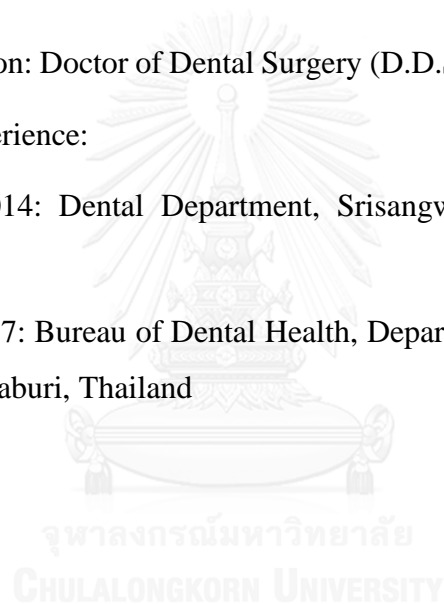 on: Doctor of Dental Surgery (D.D.S
erience:
014: Dental Department, Srisangw
7: Bureau of Dental Health, Depar
aburi, Thailand
จุฬาลงกรณ์มหาวิทยาลัย
CHULALONGKORN UNIVERSITY